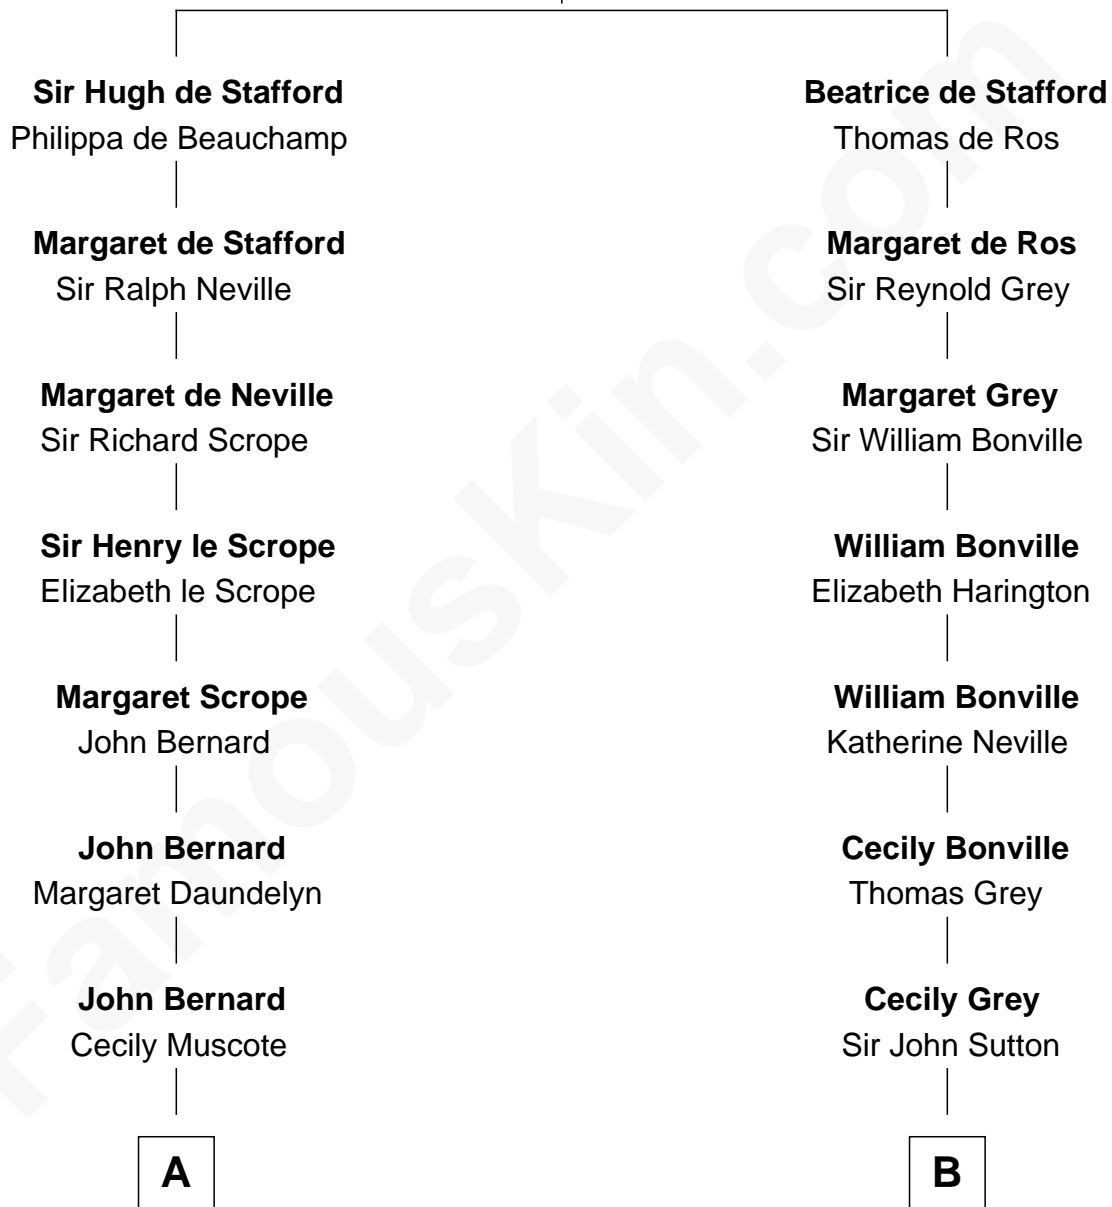 Sir Hugh de Stafford
Philippa de Beauchamp
Margaret de Stafford
Sir Ralph Neville
Margaret de Neville
Sir Richard Scrope
Sir Henry le Scrope
Elizabeth le Scrope
Margaret Scrope
John Bernard
John Bernard
Margaret Daundelyn
John Bernard
Cecily Muscote
A
Beatrice de Stafford
Thomas de Ros
Margaret de Ros
Sir Reynold Grey
Margaret Grey
Sir William Bonville
William Bonville
Elizabeth Harington
William Bonville
Katherine Neville
Cecily Bonville
Thomas Grey
Cecily Grey
Sir John Sutton
B
FamousKin.com